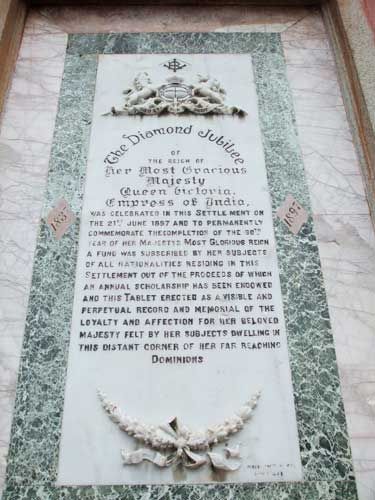 The Diamond Jubilee
OF
THE REIGN OF
Her Most Gracious
Majesty
Queen Victoria,
Empress of India,
WAS CELEBRATED IN THIS SETTLEMENT ON
THE 21ST JUNE 1897 AND TO PERMANENTLY
COMMEMORATE THE COMPLETION OF THE 60TH
YEAR OF HER MAJESTYS MOST GLORIOUS REIGN
A FUND WAS SUBSCRIBED BY HER SUBJECTS
OF ALL NATIONALITIES RESIDING IN THIS
SETTLEMENT OUT OF THE PROCEEDS OF WHICH
AN ANNUAL SCHOLARSHIP HAS BEEN ENDOWED
AND THIS TABLET ERECTED AS A VISIBLE AND
PERPETUAL RECORD AND MEMORIAL OF THE
LOYALTY AND AFFECTION FOR HER BELOVED
MAJESTY FELT BY HER SUBJECTS DWELLING IN
THIS DISTANT CORNER OF HER FAR REACHING
DOMINIONS
1897